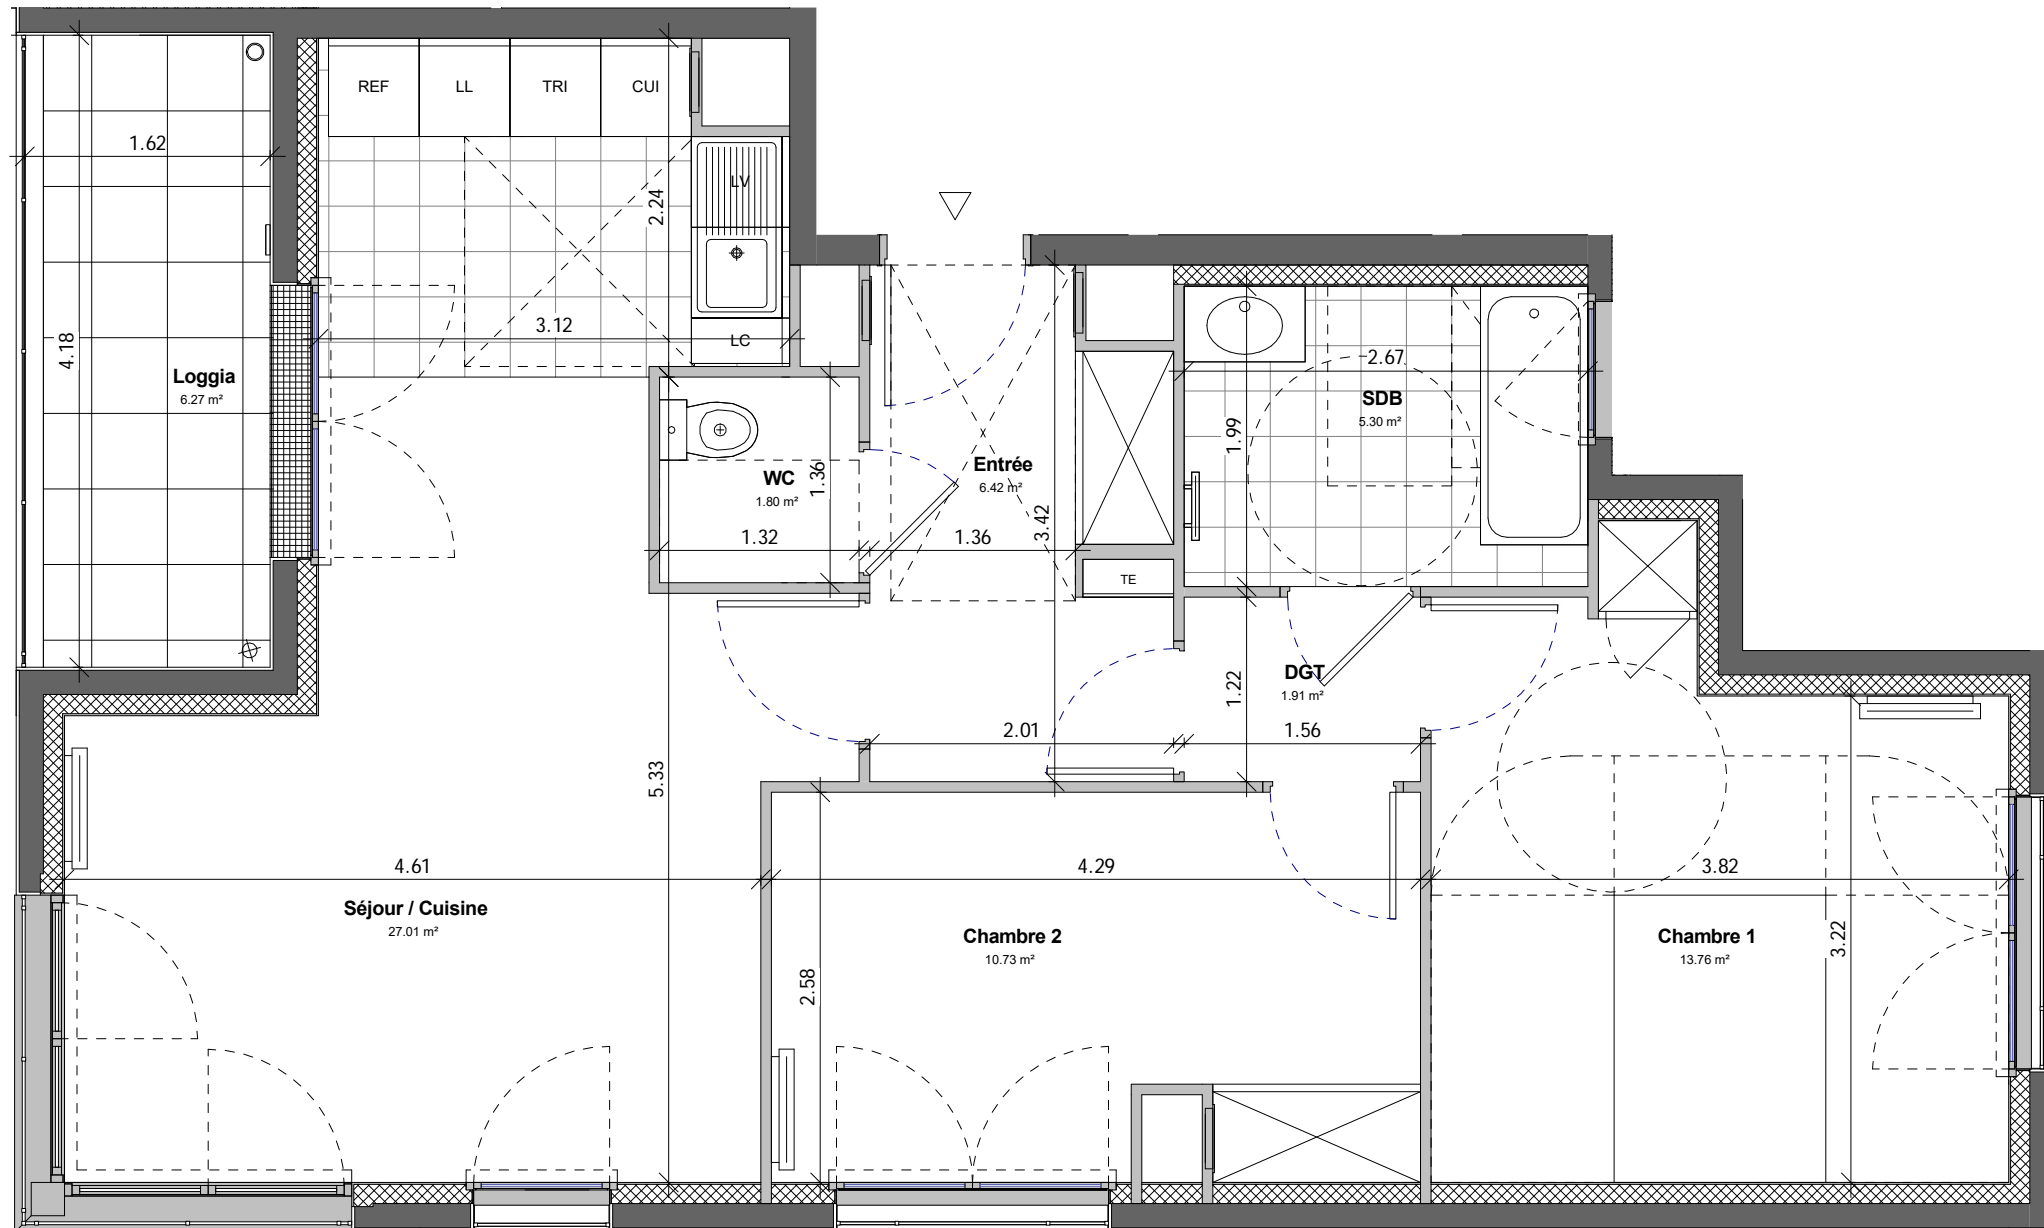 REF
LL
TRI
CUI
1.62
LV
2.24
3.12
LC
4.18
Loggia
6.27 m²
2.67
SDB
5.30 m²
1.99
WC
1.80 m²
1.36
Entrée
6.42 m²
3.42
1.32
1.36
TE
DGT
1.91 m²
1.22
2.01
1.56
5.33
4.61
4.29
3.82
Séjour / Cuisine
27.01 m²
Chambre 2
10.73 m²
Chambre 1
13.76 m²
3.22
2.58